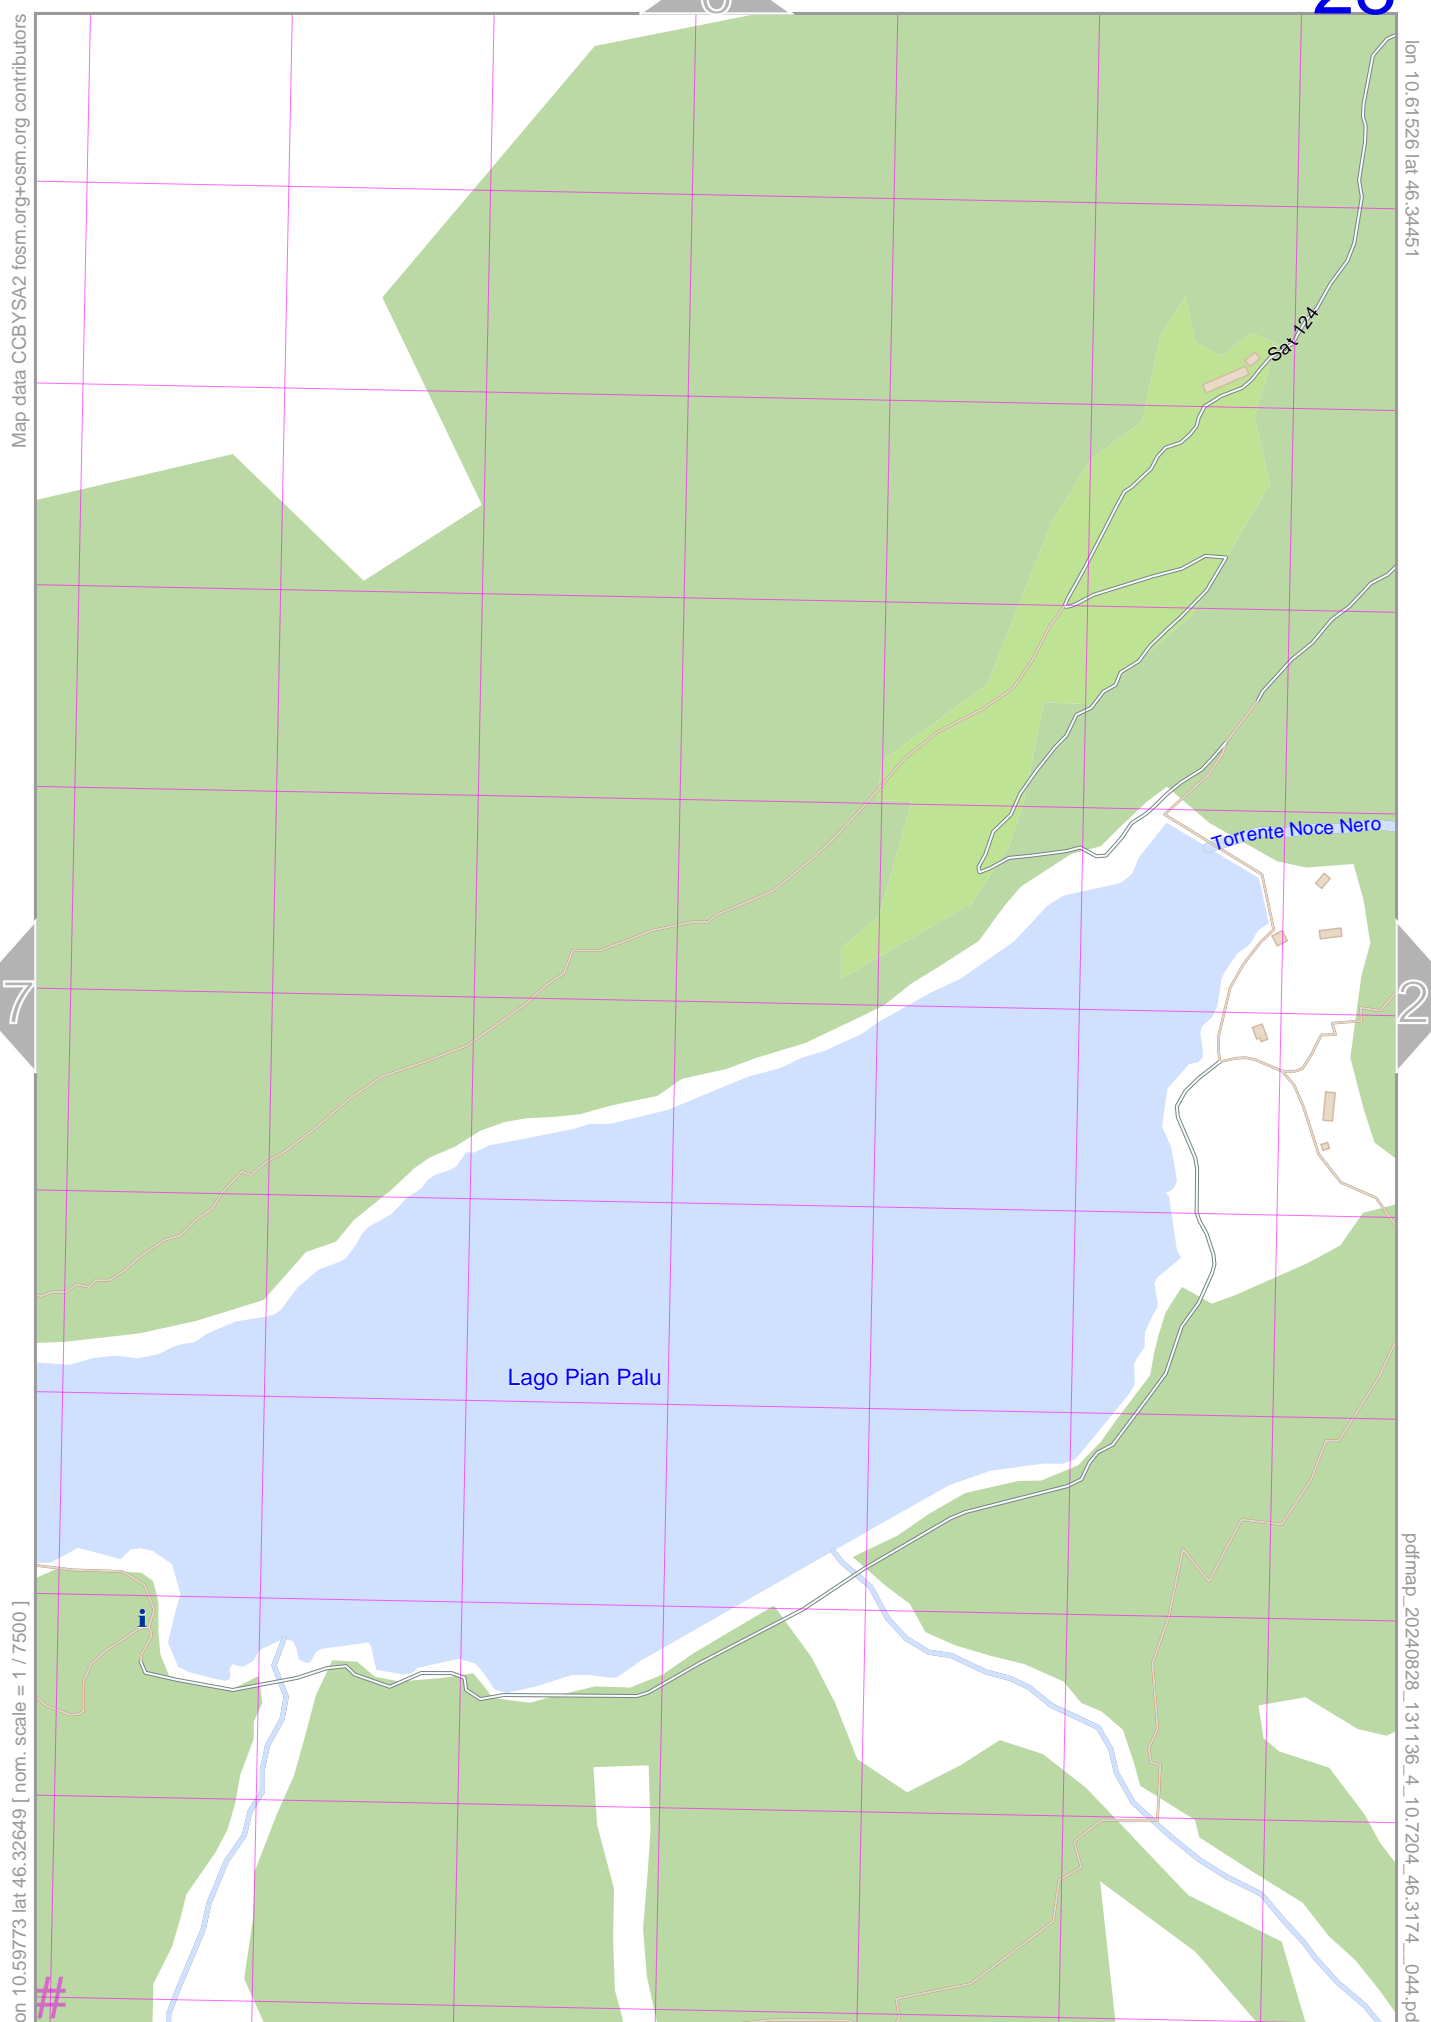 Map data CCBYSA2 fosm.org+osm.org contributors
lon 10.61526 lat 46.34451
Sat 124
Torrente Noce Nero
7
2
Lago Pian Palu
i
on 10.59773 lat 46.32649 [ nom. scale = 1 / 7500 ]
pdfmap_20240828_131136_4_10.7204_46.3174__044.pd
#